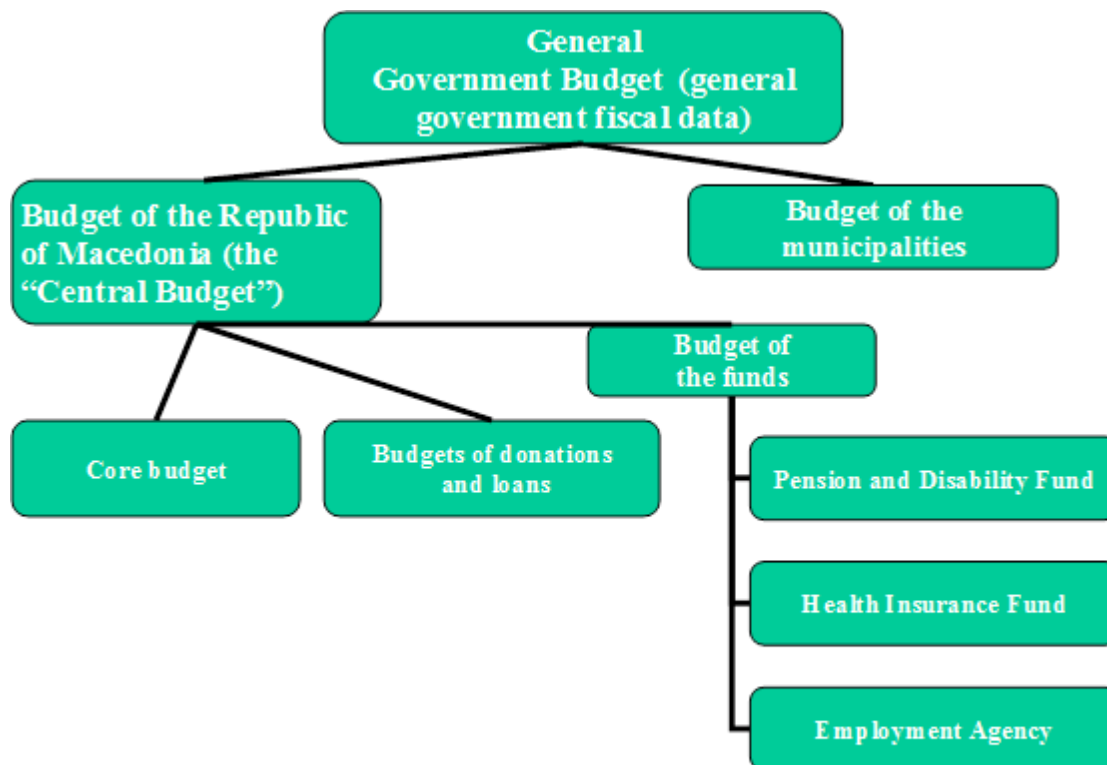 General
Government Budget (general
government fiscal data)
Budget of the Republic
of Macedonia (the
“Central Budget”)
Budget of the
municipalities
Budget of
the funds
Core budget
Budgets of donations
and loans
Pension and Disability Fund
Health Insurance Fund
Employment Agency